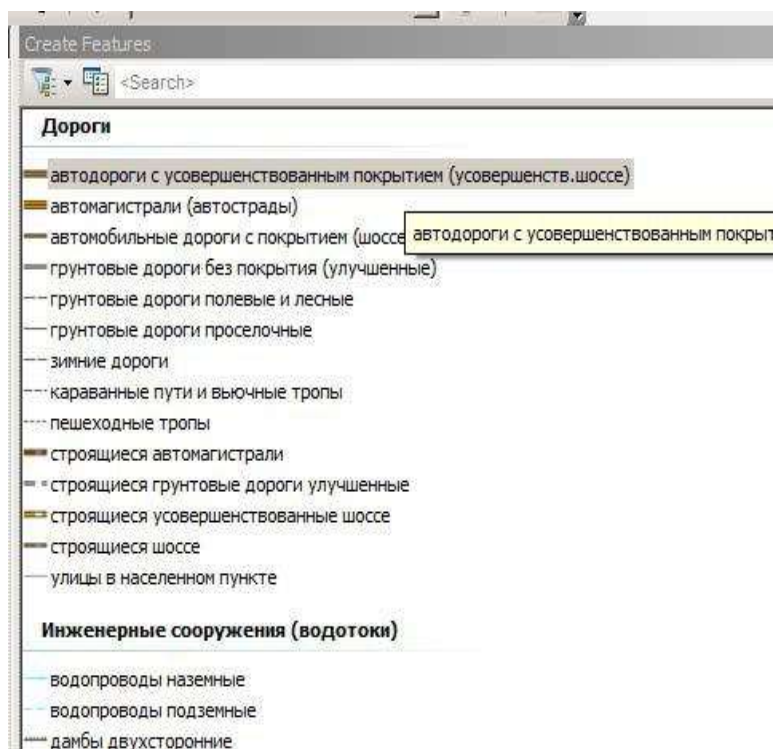 Create Features
<Search>
Дороги
автодороги с усовершенствованным покрытием (усовершенств.шоссе)
автомагистрали (автострады)
автомобильные дороги с покрытием (шоссе
автодороги с усовершенствованным покрыт
грунтовые дороги без покрытия (улучшенные)
грунтовые дороги полевые и лесные
грунтовые дороги проселочные
зимние дороги
караванные пути и вьючные тропы
пешеходные тропы
строящиеся автомагистрали
строящиеся грунтовые дороги улучшенные
строящиеся усовершенствованные шоссе
строящиеся шоссе
улицы в населенном пункте
Инженерные сооружения (водотоки)
водопроводы наземные
водопроводы подземные
дамбы двухсторонние